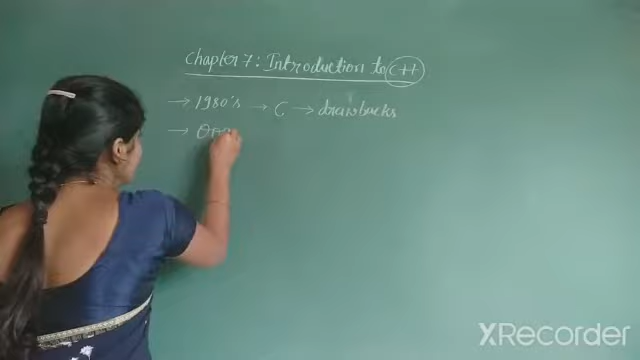 Chapter 7: Introduction to C++
→ 1980's → C → drawbacks
→
XRecorder